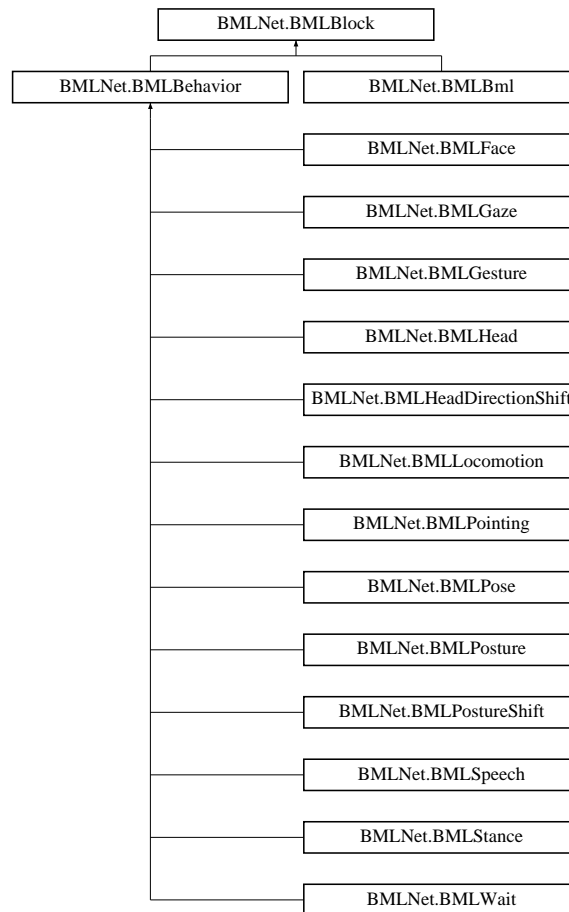 BMLNet.BMLBlock
BMLNet.BMLBehavior
BMLNet.BMLBml
BMLNet.BMLFace
BMLNet.BMLGaze
BMLNet.BMLGesture
BMLNet.BMLHead
BMLNet.BMLHeadDirectionShift
BMLNet.BMLLocomotion
BMLNet.BMLPointing
BMLNet.BMLPose
BMLNet.BMLPosture
BMLNet.BMLPostureShift
BMLNet.BMLSpeech
BMLNet.BMLStance
BMLNet.BMLWait